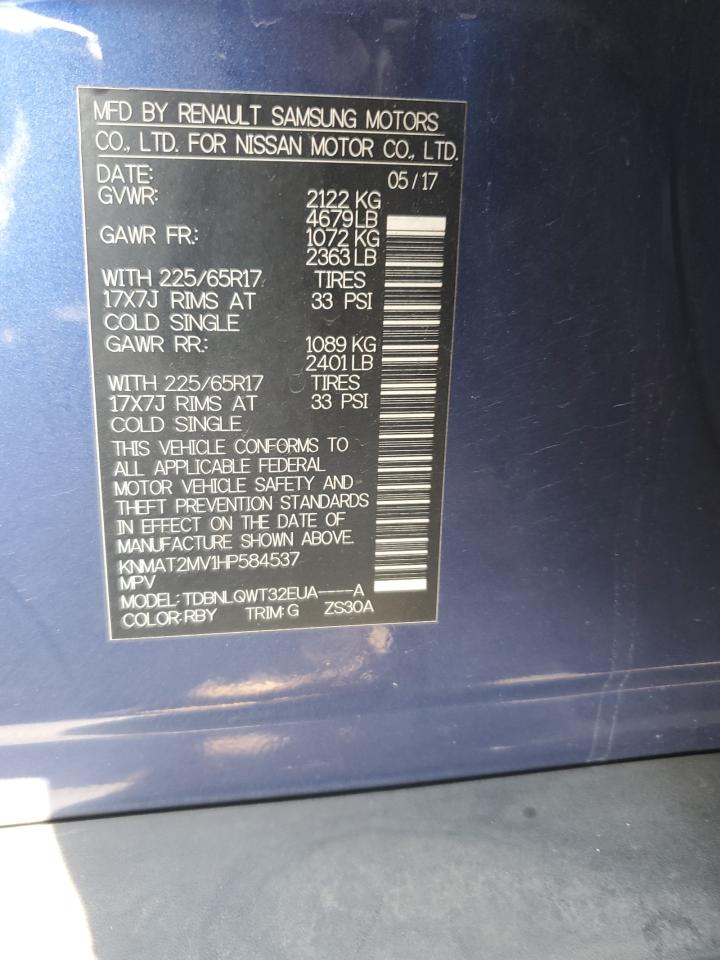 MFD BY RENAULT SAMSUNG MOTORS
CO., LTD. FOR NISSAN MOTOR CO., LTD.
DATE: 05/17
GVWR: 2122 KG
4679 LB
GAWR FR.: 1072 KG
2363 LB
WITH 225/65R17 TIRES
17X7J RIMS AT 33 PSI
COLD SINGLE
GAWR RR.: 1089 KG
2401 LB
WITH 225/65R17 TIRES
17X7J RIMS AT 33 PSI
COLD SINGLE
THIS VEHICLE CONFORMS TO
ALL APPLICABLE FEDERAL
MOTOR VEHICLE SAFETY AND
THEFT PREVENTION STANDARDS
IN EFFECT ON THE DATE OF
MANUFACTURE SHOWN ABOVE.
KNMAT2MV1HP584537
MPV
MODEL: TDBNLQWT32EUA----A
COLOR: RBY TRIM: G ZS30A